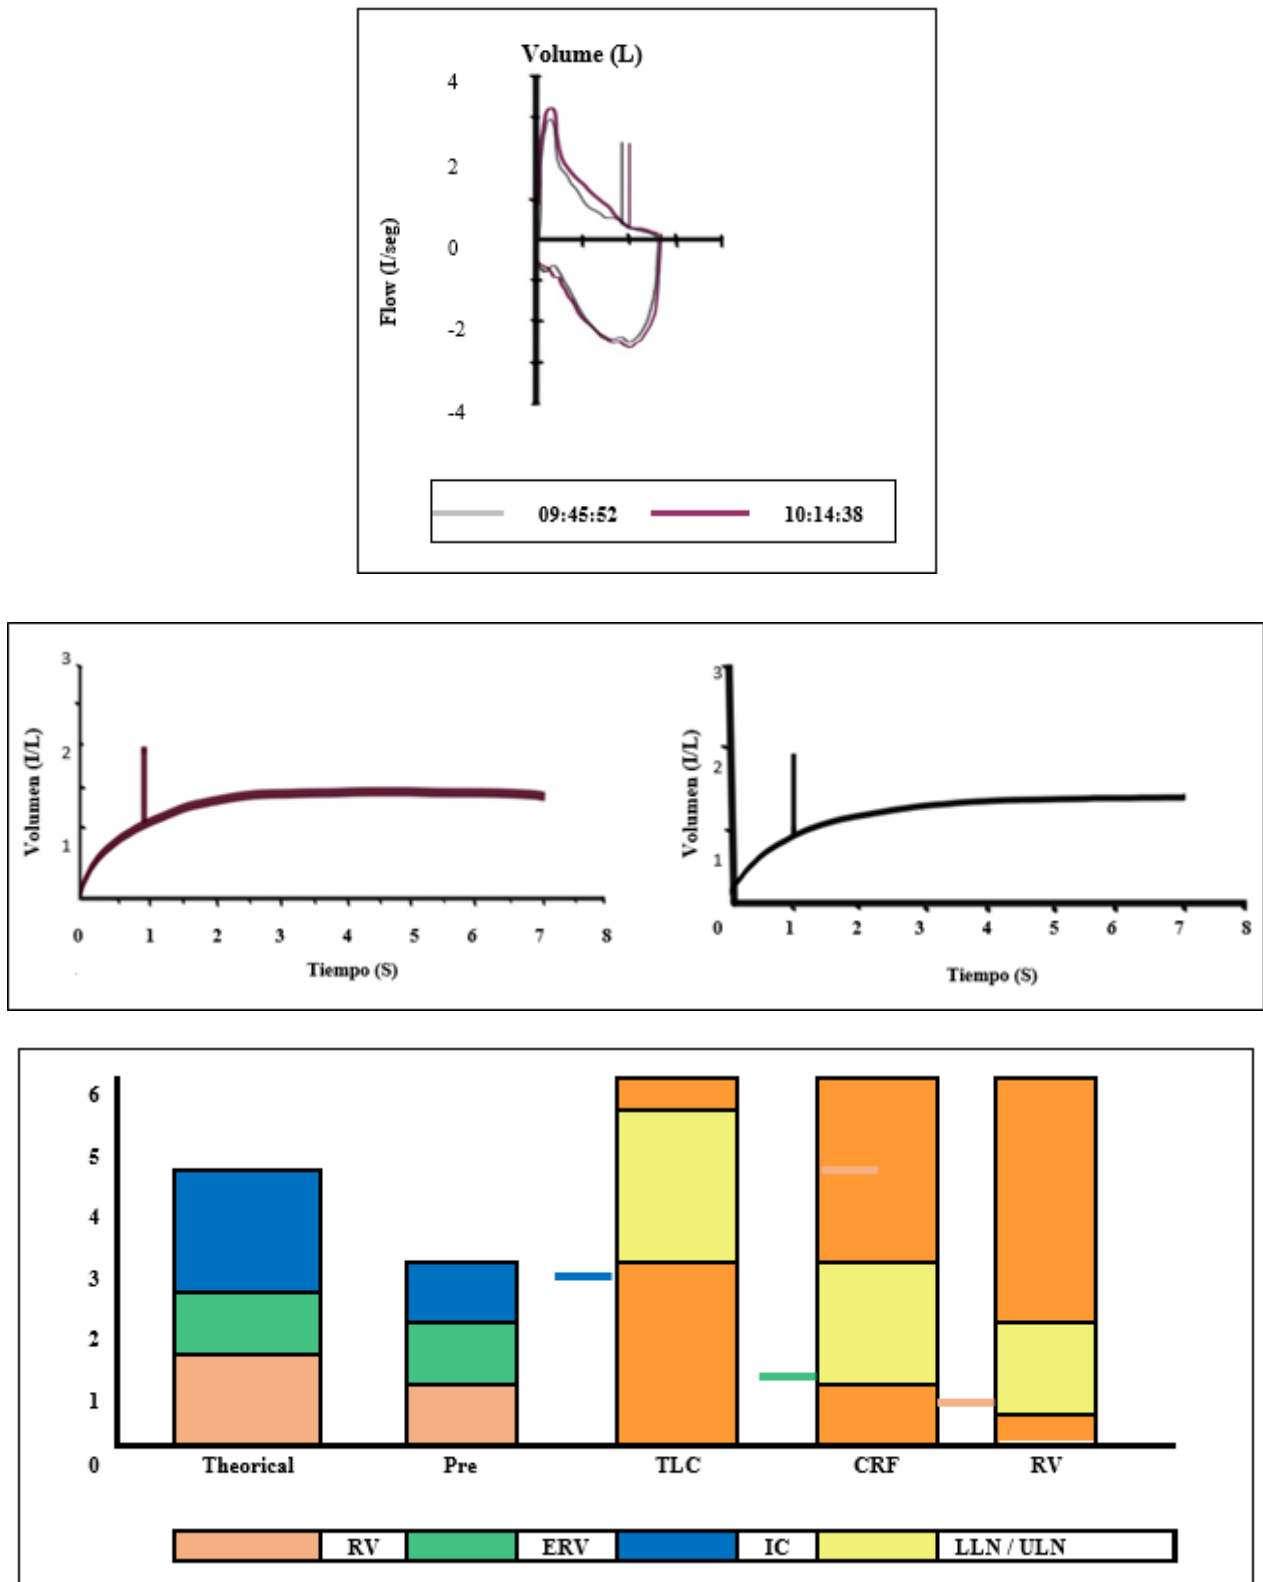 Volume (L)
4
2
0
-2
-4
Flow (I/seg)
09:45:52 10:14:38
3
2
1
Volumen (I/L)
0 1 2 3 4 5 6 7 8
Tiempo (S)
3
2
1
Volumen (I/L)
0 1 2 3 4 5 6 7 8
Tiempo (S)
6
5
4
3
2
1
0
Theorical Pre TLC CRF RV
RV ERV IC LLN / ULN